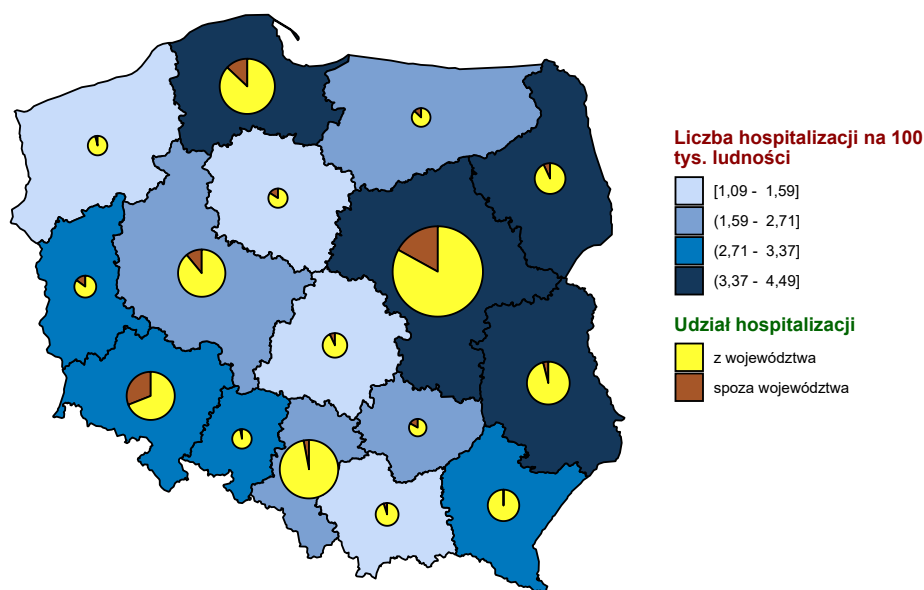 Liczba hospitalizacji na 100
tys. ludności
[1,09 - 1,59]
(1,59 - 2,71]
(2,71 - 3,37]
(3,37 - 4,49]
Udział hospitalizacji
z województwa
spoza województwa